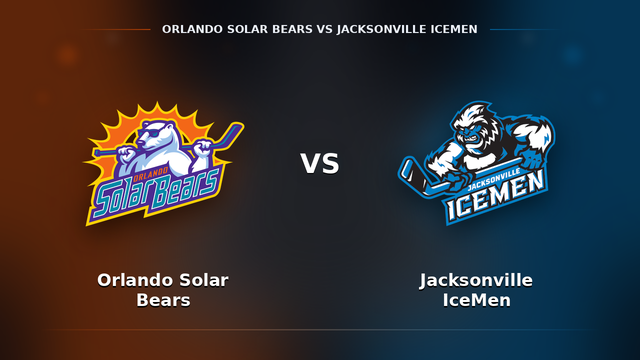 ORLANDO SOLAR BEARS VS JACKSONVILLE ICEMEN
ORLANDO
SolarBears
VS
JACKSONVILLE
ICEMEN
Orlando Solar
Bears
Jacksonville
IceMen